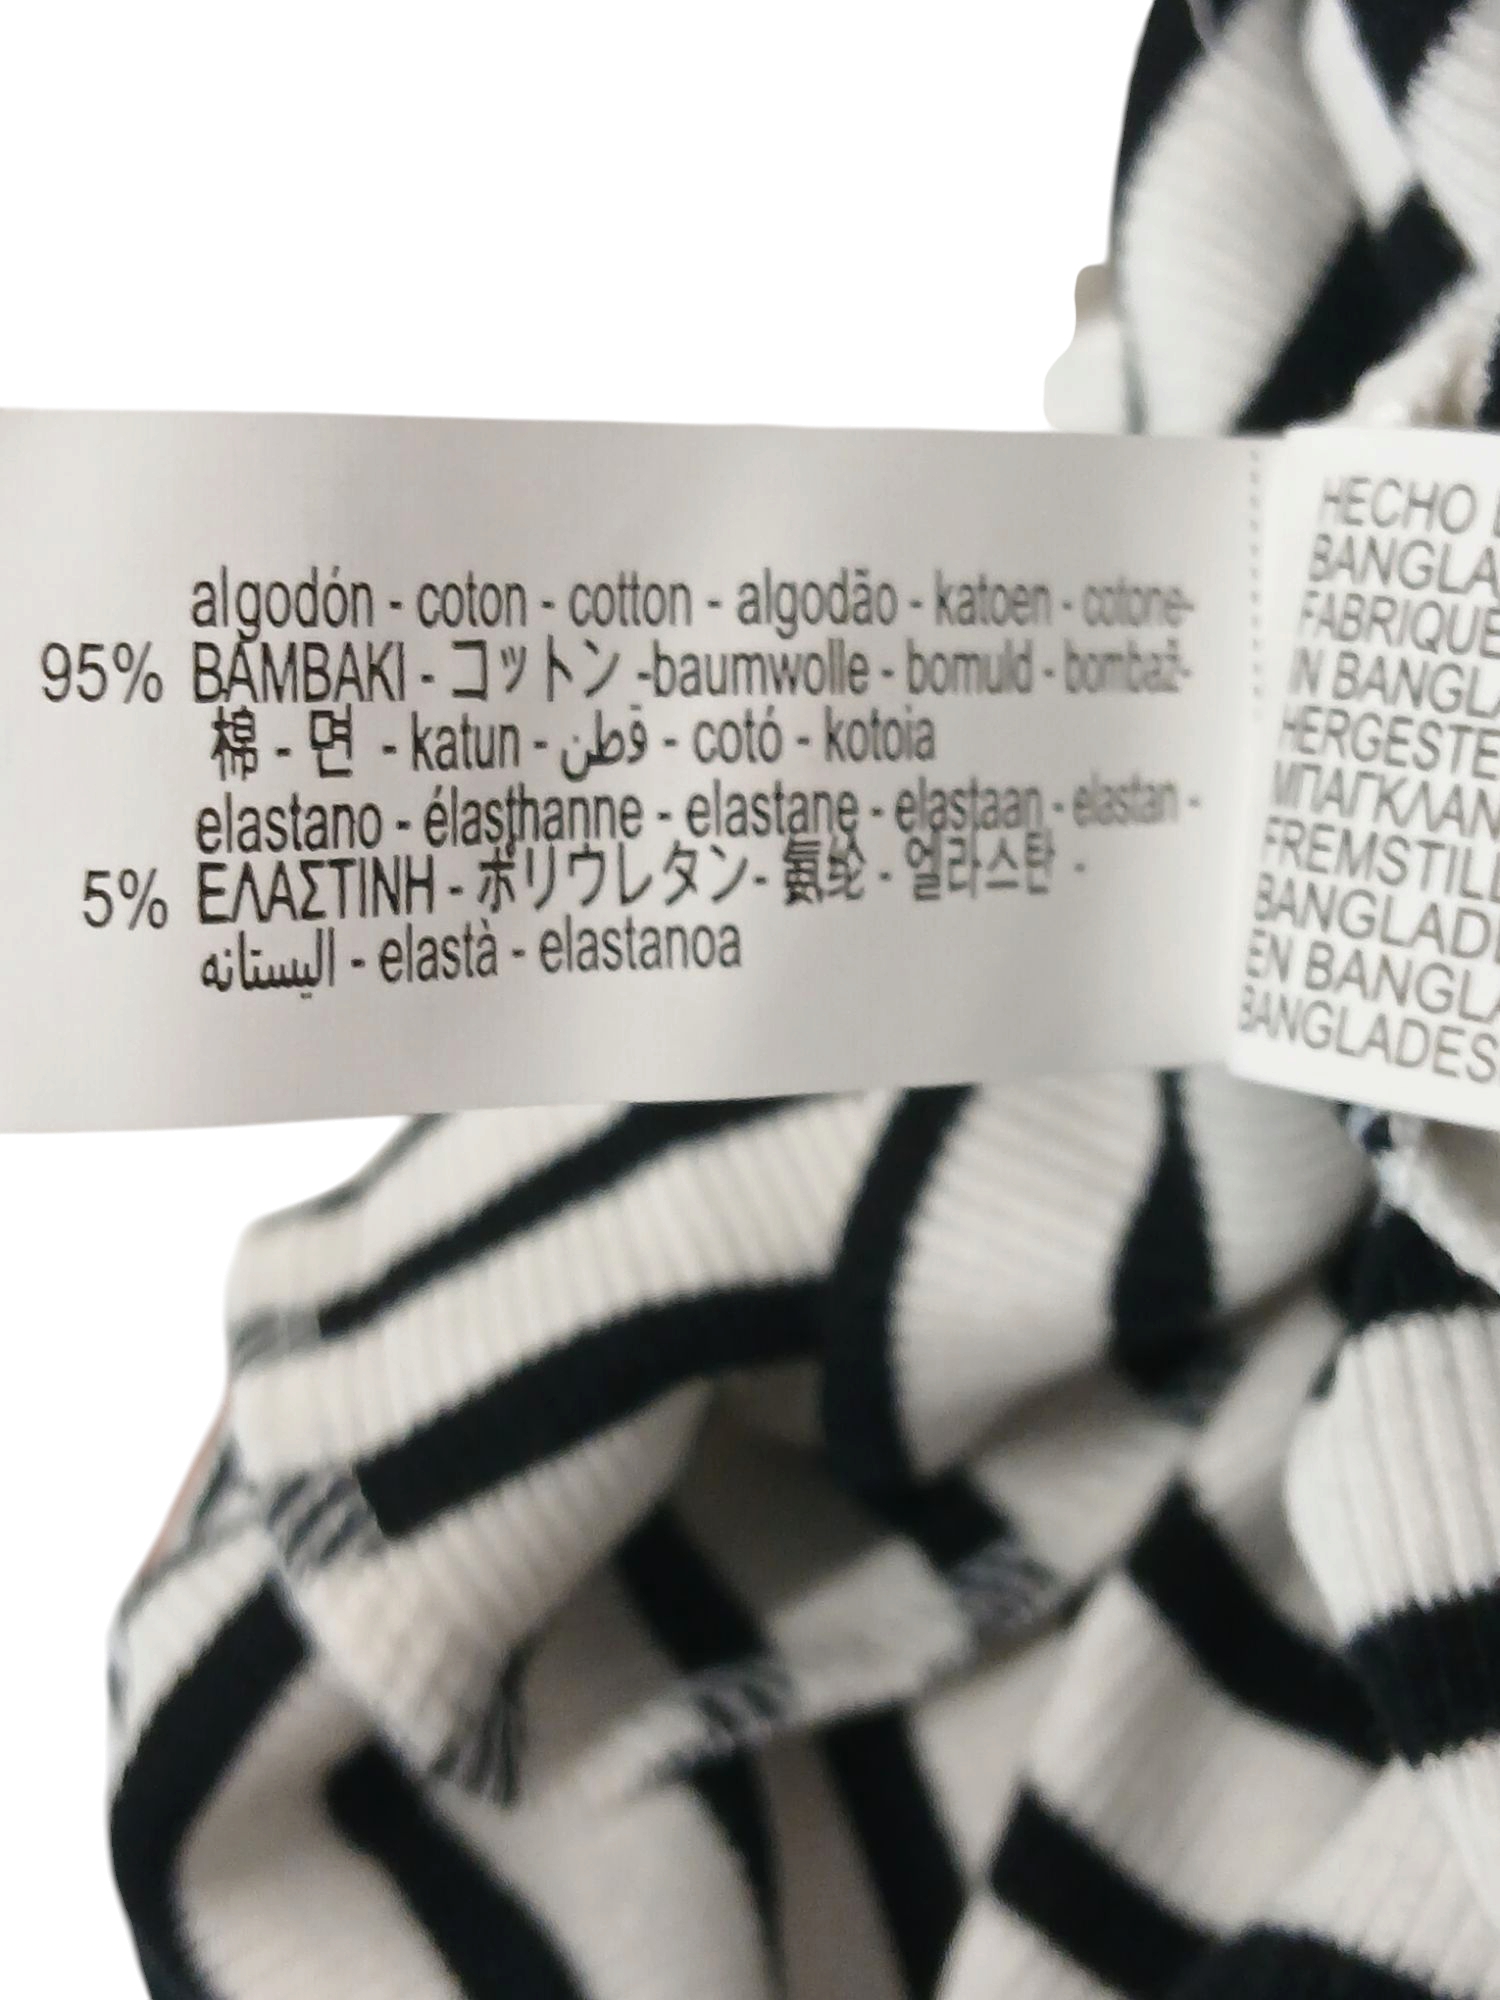 algodón - coton - cotton - algodão - katoen - cotone-
95% BAMBAKI - コットン -baumwolle - bomuld - bombaž-
棉 - 면 - katun - قطن - cotó - kotoia
elastano - élasthanne - elastane - elastaan - elastan -
5% ΕΛΑΣΤΙΝΗ - ポリウレタン- 氨纶 - 엘라스탄 -
اليستانه - elastà - elastanoa
HECHO
BANGLA
FABRIQUE
IN BANGLA
HERGESTE
ΜΠΑΓΚΛΑΝ
FREMSTILL
BANGLADE
EN BANGLA
BANGLADES